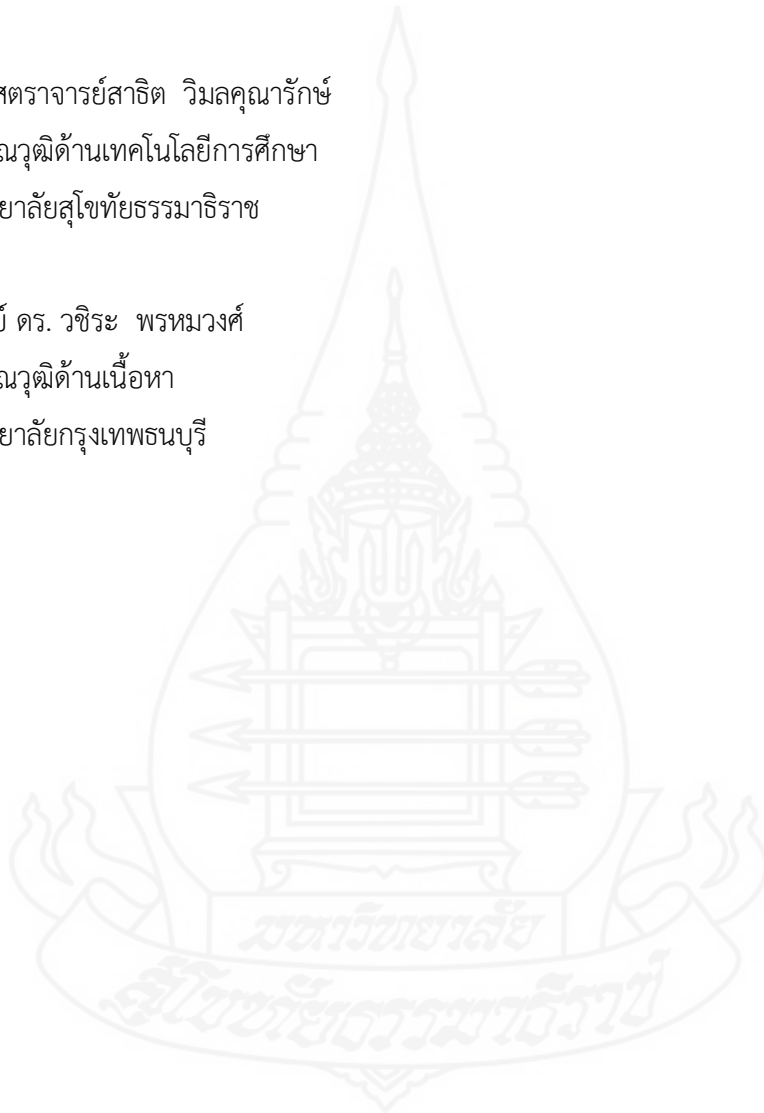 สตราจารย์สาธิต วิมลคุณารักษ์
ณวุฒิด้านเทคโนโลยีการศึกษา
ยาลัยสุโขทัยธรรมาธิราช
ย์ ดร. วชิระ พรหมวงศ์
ณวุฒิด้านเนื้อหา
ยาลัยกรุงเทพธนบุรี
มหาวิทยาลัย
สุโขทัยธรรมาธิราช